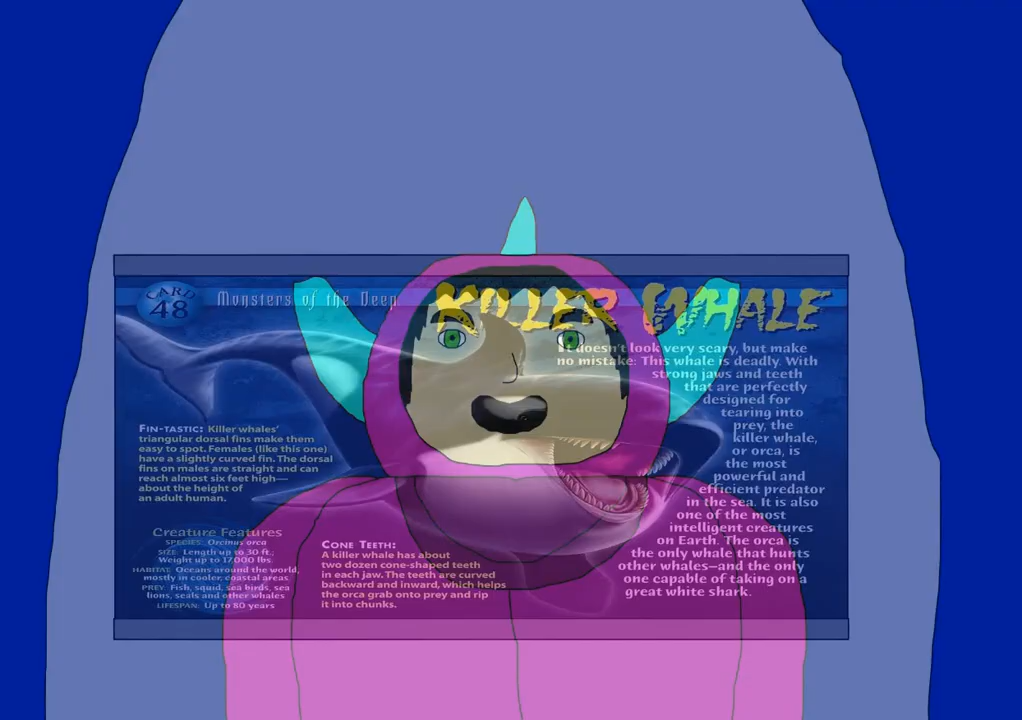 CARD
48
Monsters of the Deep
KILLER WHALE
It doesn't look very scary, but make
no mistake: This whale is deadly. With
strong jaws and teeth
that are perfectly
designed for
tearing into
prey, the
killer whale,
or orca, is
the most
powerful and
efficient predator
in the sea. It is also
one of the most
intelligent creatures
on Earth. The orca is
the only whale that hunts
other whales—and the only
one capable of taking on a
great white shark.
FIN-TASTIC: Killer whales'
triangular dorsal fins make them
easy to spot. Females (like this one)
have a slightly curved fin. The dorsal
fins on males are straight and can
reach almost six feet high—
about the height of
an adult human.
Creature Features
SPECIES: Orcinus orca
SIZE: Length up to 30 ft.;
Weight up to 17,000 lbs.
HABITAT: Oceans around the world,
mostly in cooler, coastal areas
PREY: Fish, squid, sea birds, sea
lions, seals and other whales
LIFESPAN: Up to 80 years
CONE TEETH:
A killer whale has about
two dozen cone-shaped teeth
in each jaw. The teeth are curved
backward and inward, which helps
the orca grab onto prey and rip
it into chunks.